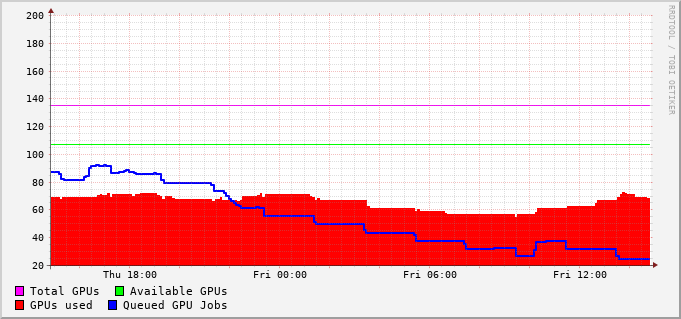 200
180
160
140
120
100
80
60
40
20
Thu 18:00 Fri 00:00 Fri 06:00 Fri 12:00
Total GPUs Available GPUs
GPUs used Queued GPU Jobs
RRDTOOL / TOBI OETIKER